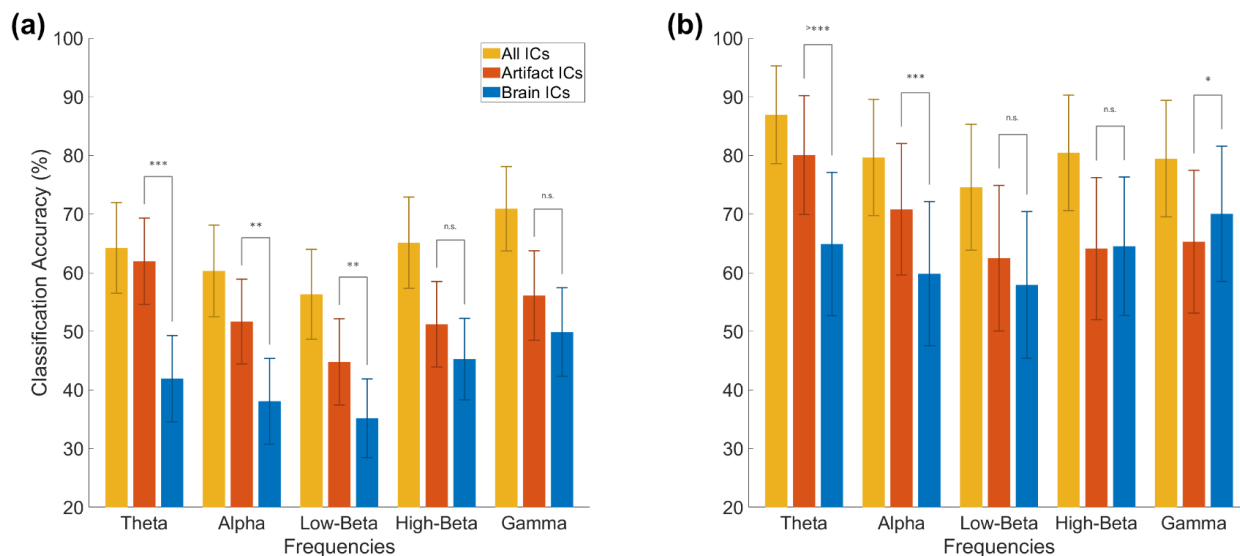 (a)
100
90
80
70
60
50
40
30
20
Classification Accuracy (%)
All ICs
Artifact ICs
Brain ICs
***
**
**
n.s.
n.s.
Theta Alpha Low-Beta High-Beta Gamma
Frequencies
(b)
100
90
80
70
60
50
40
30
20
>***
***
n.s.
n.s.
*
Theta Alpha Low-Beta High-Beta Gamma
Frequencies